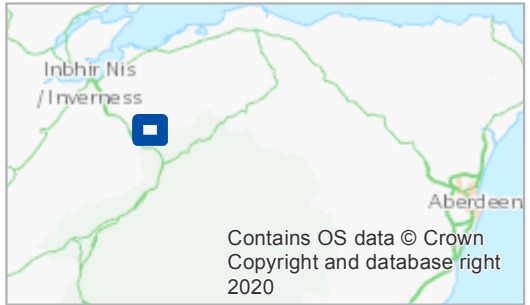 Inbhir Nis
/ Inverness
Aberdeen
Contains OS data © Crown
Copyright and database right
2020